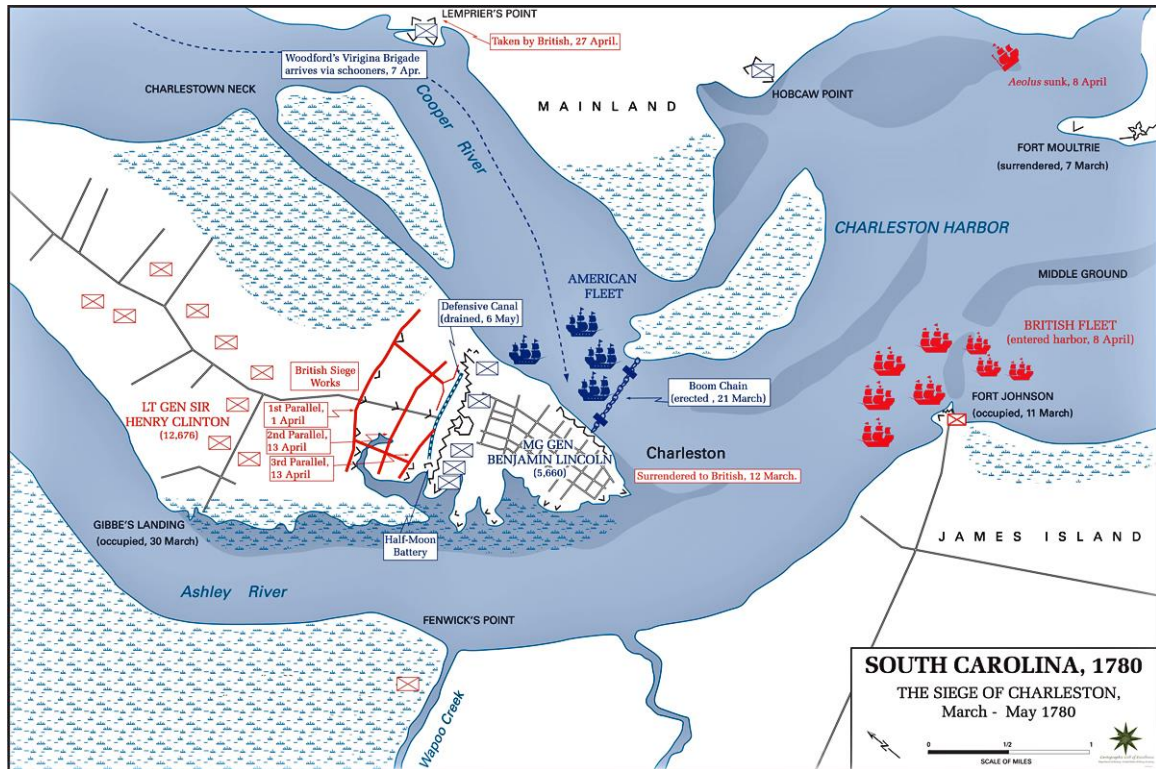 LEMPRIER'S POINT
Taken by British, 27 April.
Woodford's Virigina Brigade
arrives via schooners, 7 Apr.
CHARLESTOWN NECK
Cooper River
MAINLAND
HOBCAW POINT
Aeolus sunk, 8 April
FORT MOULTRIE
(surrendered, 7 March)
CHARLESTON HARBOR
MIDDLE GROUND
AMERICAN
FLEET
Defensive Canal
(drained, 6 May)
BRITISH FLEET
(entered harbor, 8 April)
British Siege
Works
Boom Chain
(erected , 21 March)
FORT JOHNSON
(occupied, 11 March)
LT GEN SIR
HENRY CLINTON
(12,676)
1st Parallel,
1 April
2nd Parallel,
13 April
3rd Parallel,
13 April
MG GEN
BENJAMIN LINCOLN
(5,660)
Charleston
Surrendered to British, 12 March.
GIBBE'S LANDING
(occupied, 30 March)
Half-Moon
Battery
JAMES ISLAND
Ashley River
FENWICK'S POINT
Wapoo Creek
SOUTH CAROLINA, 1780
THE SIEGE OF CHARLESTON,
March - May 1780
N
0 1/2 1
SCALE OF MILES